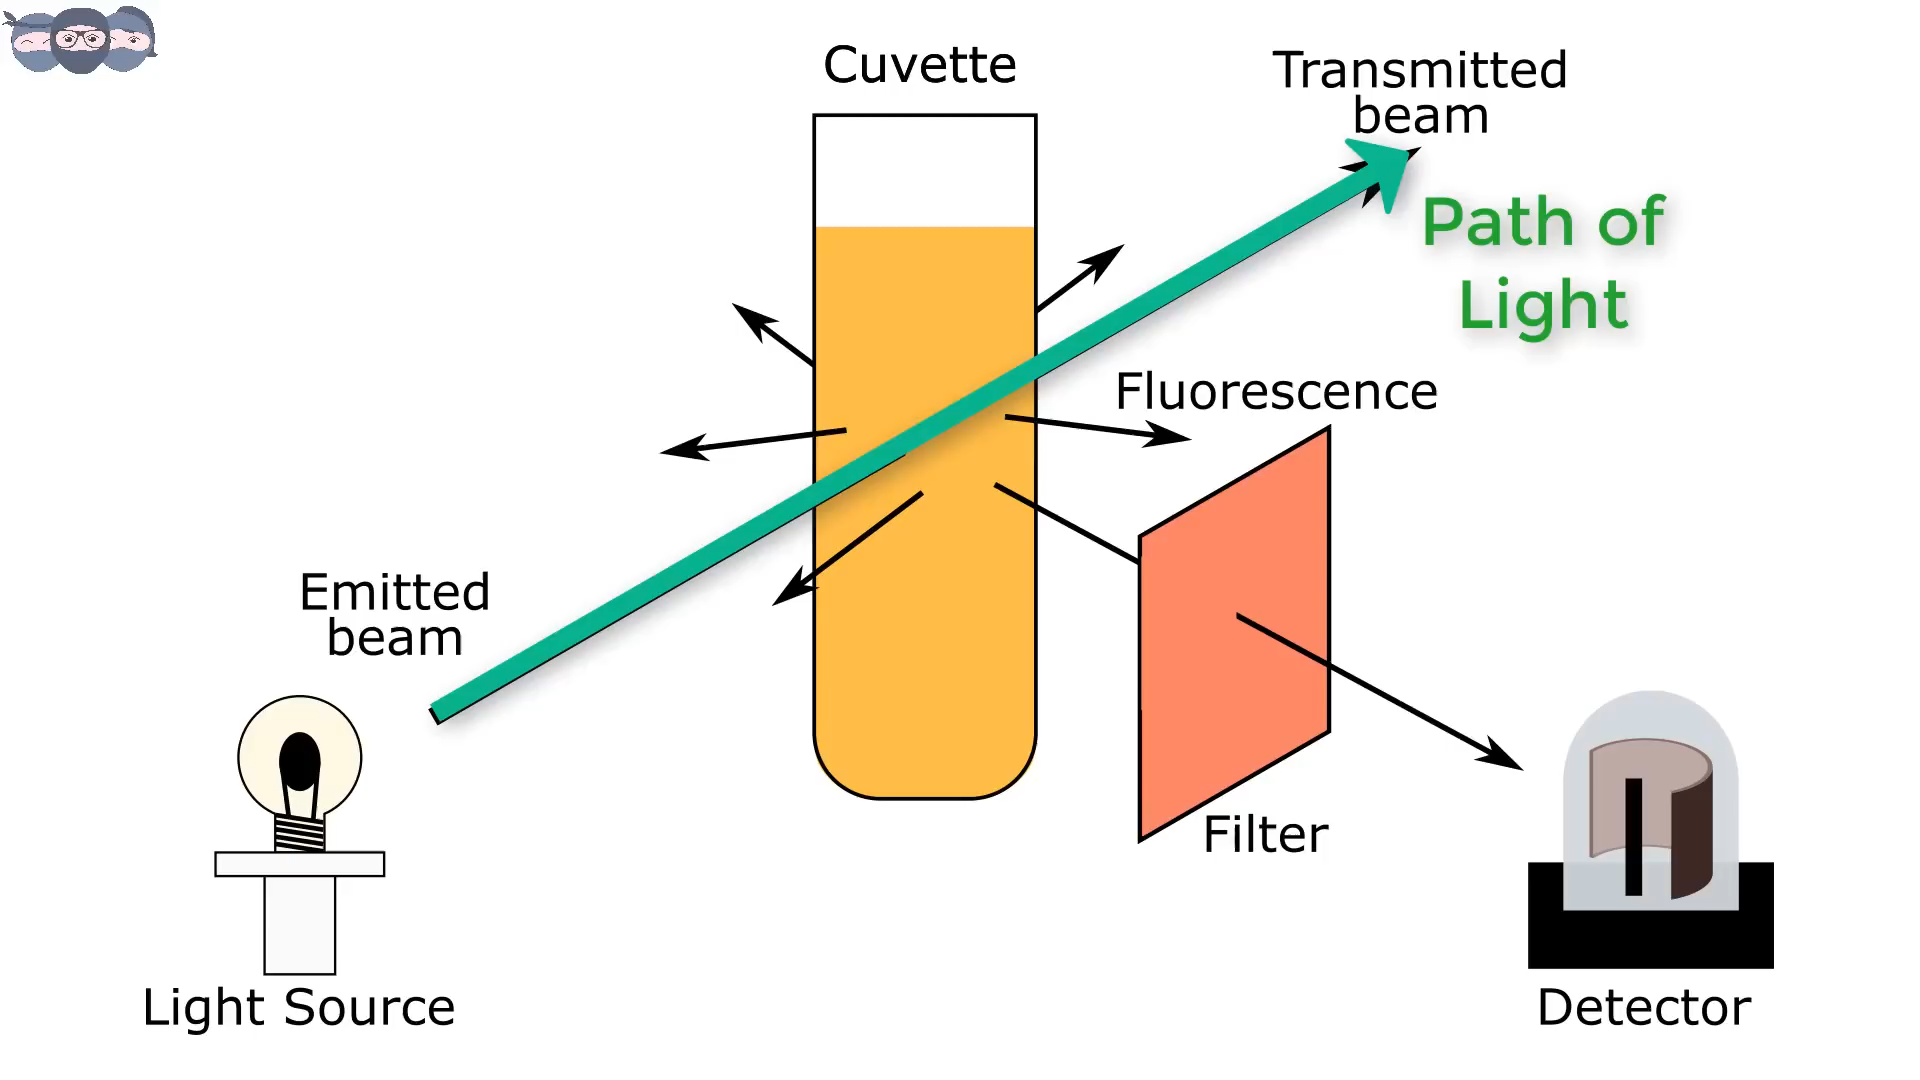 Cuvette
Transmitted
beam
Path of
Light
Fluorescence
Emitted
beam
Filter
Light Source
Detector